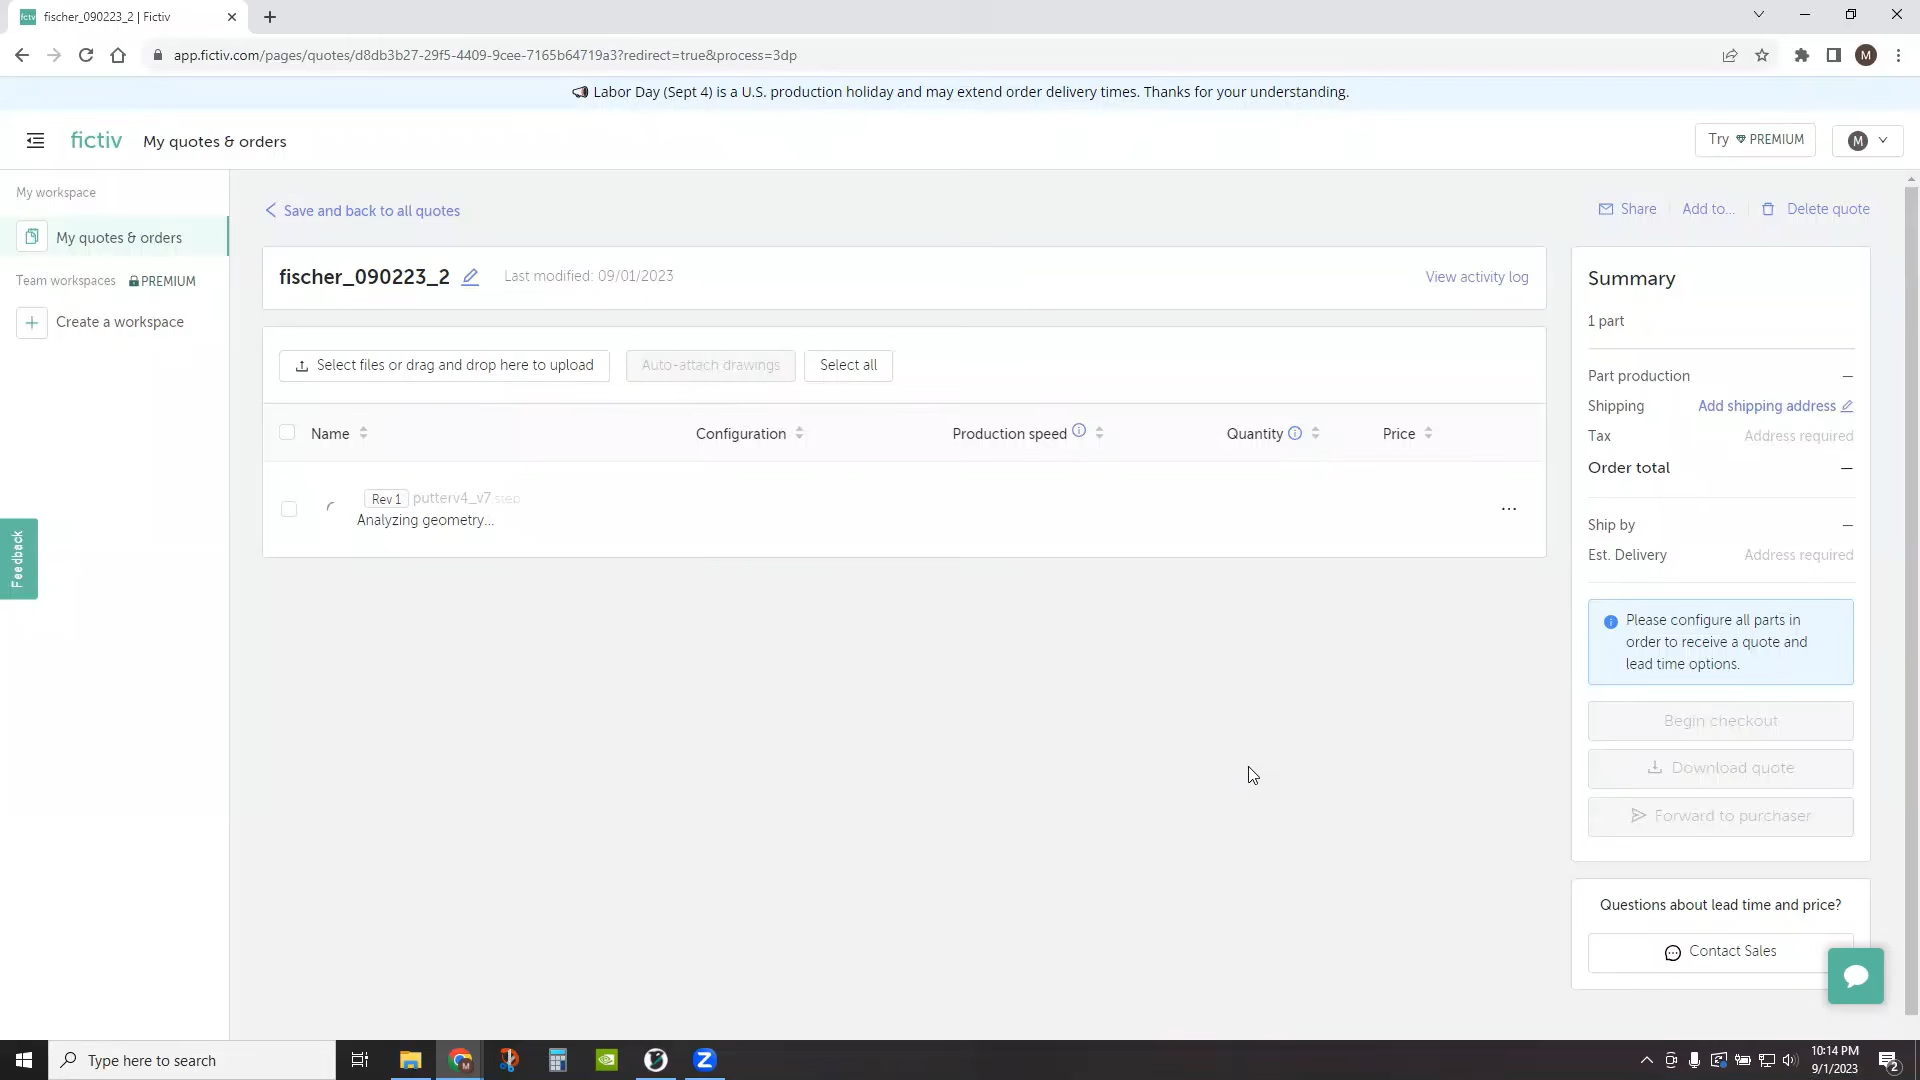 fctv fischer_090223_2 | Fictiv
app.fictiv.com/pages/quotes/d8db3b27-29f5-4409-9cee-7165b64719a3?redirect=true&process=3dp
M
Labor Day (Sept 4) is a U.S. production holiday and may extend order delivery times. Thanks for your understanding.
fictiv My quotes & orders
Try PREMIUM
M
My workspace
My quotes & orders
Team workspaces PREMIUM
Create a workspace
Feedback
Save and back to all quotes
Share Add to... Delete quote
fischer_090223_2 Last modified: 09/01/2023 View activity log
Select files or drag and drop here to upload Auto-attach drawings Select all
Name Configuration Production speed Quantity Price
Rev 1 putterv4_v7.step
Analyzing geometry...
...
Summary
1 part
Part production —
Shipping Add shipping address
Tax Address required
Order total —
Ship by —
Est. Delivery Address required
Please configure all parts in
order to receive a quote and
lead time options.
Begin checkout
Download quote
Forward to purchaser
Questions about lead time and price?
Contact Sales
Type here to search
10:14 PM
9/1/2023
2